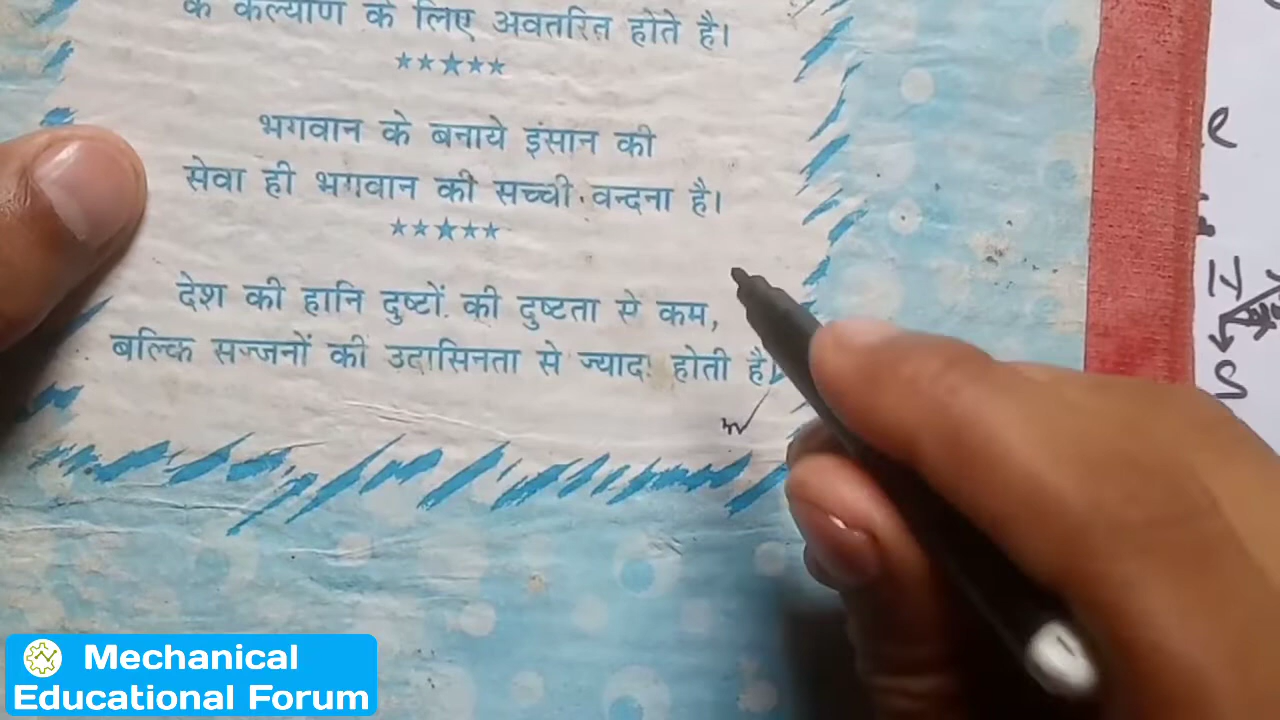 के कल्याण के लिए अवतरित होते है।
★★★★★
भगवान के बनाये इंसान की
सेवा ही भगवान की सच्ची वन्दना है।
★★★★★
देश की हानि दुष्टों की दुष्टता से कम,
बल्कि सज्जनों की उदासिनता से ज्यादा होती है।
e
N
S
Mechanical
Educational Forum